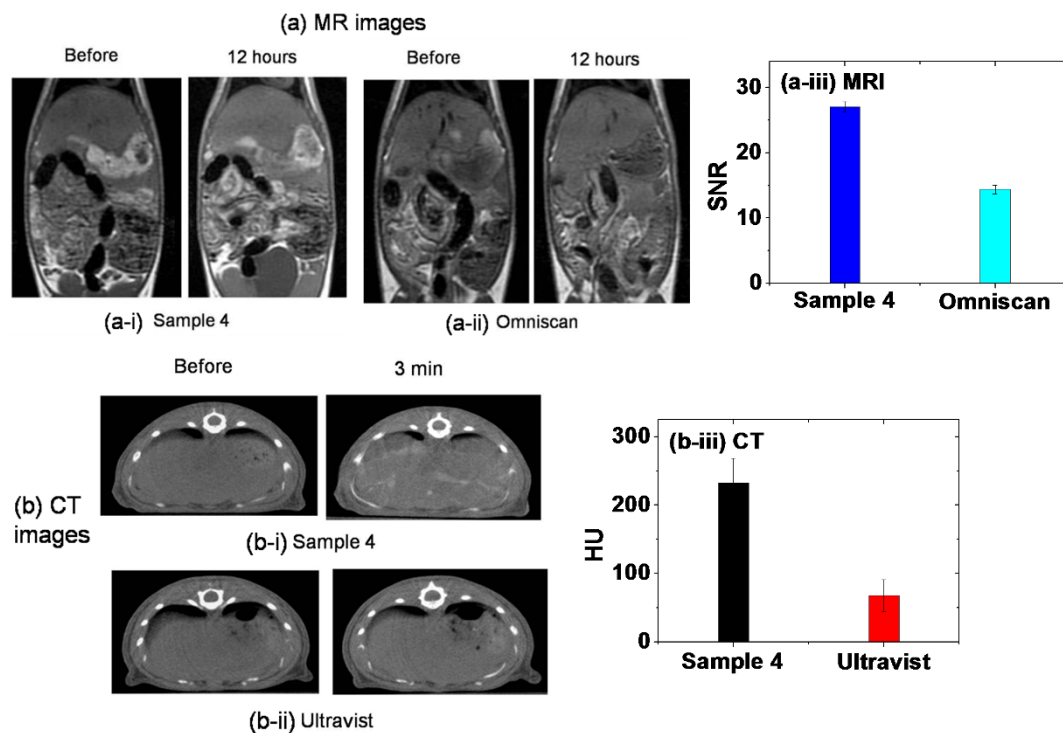 (a) MR images
Before
12 hours
Before
12 hours
(a-i) Sample 4
(a-ii) Omniscan
(a-iii) MRI
30
20
10
0
SNR
Sample 4
Omniscan
Before
3 min
(b) CT
images
(b-i) Sample 4
(b-ii) Ultravist
(b-iii) CT
300
200
100
0
HU
Sample 4
Ultravist